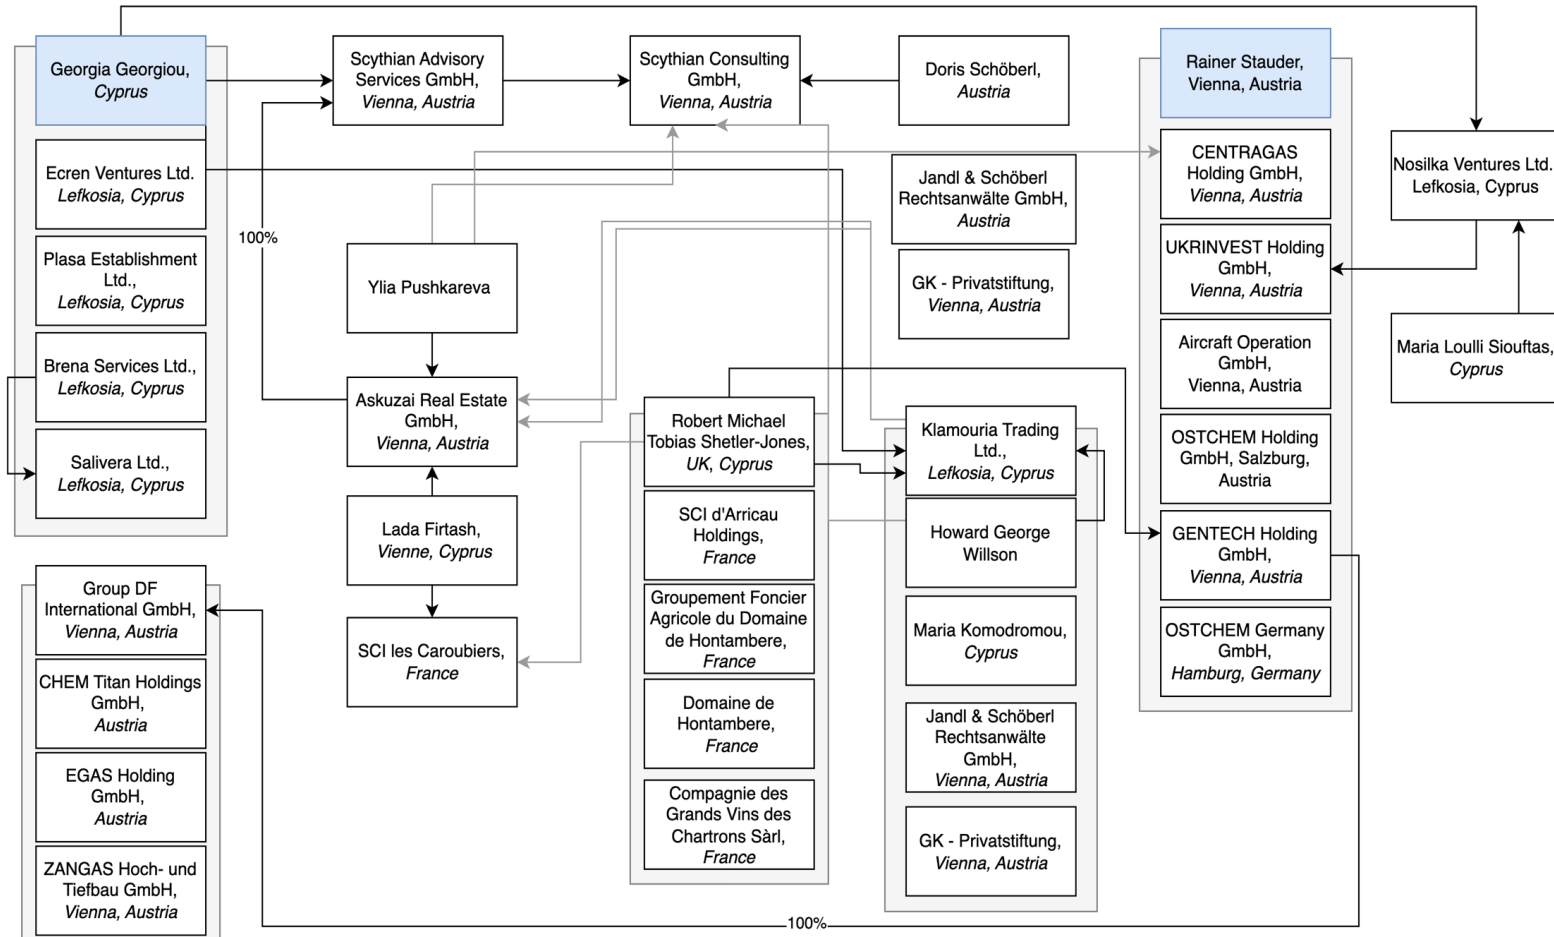 Georgia Georgiou,
Cyprus
Ecren Ventures Ltd.
Lefkosia, Cyprus
Plasa Establishment
Ltd.,
Lefkosia, Cyprus
Brena Services Ltd.,
Lefkosia, Cyprus
Salivera Ltd.,
Lefkosia, Cyprus
Group DF
International GmbH,
Vienna, Austria
CHEM Titan Holdings
GmbH,
Austria
EGAS Holding
GmbH,
Austria
ZANGAS Hoch- und
Tiefbau GmbH,
Vienna, Austria
100%
Scythian Advisory
Services GmbH,
Vienna, Austria
Ylia Pushkareva
Askuzai Real Estate
GmbH,
Vienna, Austria
Lada Firtash,
Vienne, Cyprus
SCI les Caroubiers,
France
Scythian Consulting
GmbH,
Vienna, Austria
Robert Michael
Tobias Shetler-Jones,
UK, Cyprus
SCI d'Arricau
Holdings,
France
Groupement Foncier
Agricole du Domaine
de Hontambere,
France
Domaine de
Hontambere,
France
Compagnie des
Grands Vins des
Chartrons Sàrl,
France
Doris Schöberl,
Austria
Jandl & Schöberl
Rechtsanwälte GmbH,
Austria
GK - Privatstiftung,
Vienna, Austria
Klamouria Trading
Ltd.,
Lefkosia, Cyprus
Howard George
Willson
Maria Komodromou,
Cyprus
Jandl & Schöberl
Rechtsanwälte
GmbH,
Vienna, Austria
GK - Privatstiftung,
Vienna, Austria
100%
Rainer Stauder,
Vienna, Austria
CENTRAGAS
Holding GmbH,
Vienna, Austria
UKRINVEST Holding
GmbH,
Vienna, Austria
Aircraft Operation
GmbH,
Vienna, Austria
OSTCHEM Holding
GmbH, Salzburg,
Austria
GENTECH Holding
GmbH,
Vienna, Austria
OSTCHEM Germany
GmbH,
Hamburg, Germany
Nosilka Ventures Ltd.
Lefkosia, Cyprus
Maria Loulli Siouftas,
Cyprus